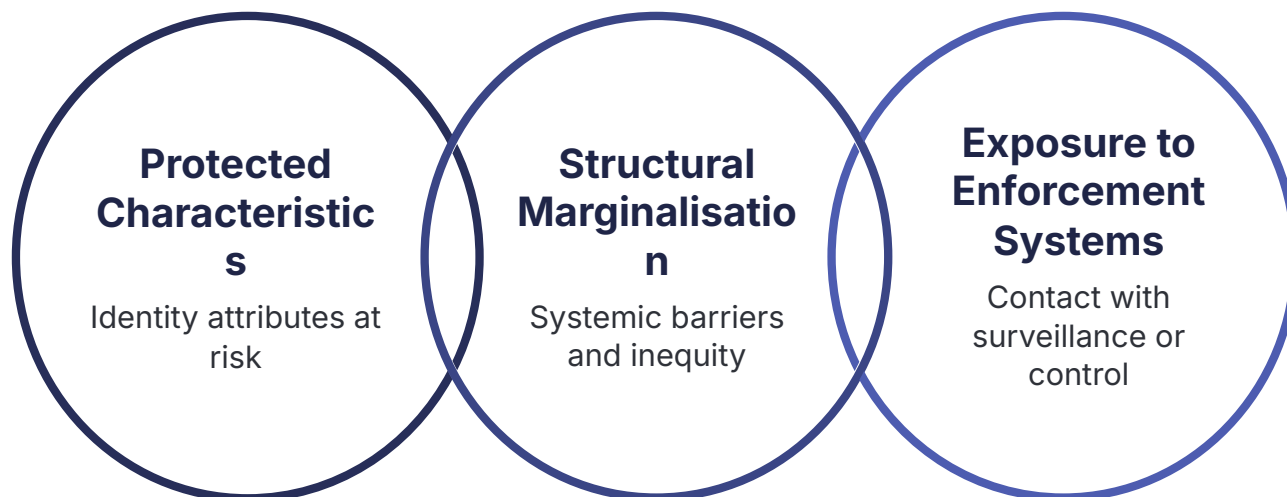 Protected
Characteristic
s
Identity attributes at
risk
Structural
Marginalisatio
n
Systemic barriers
and inequity
Exposure to
Enforcement
Systems
Contact with
surveillance or
control